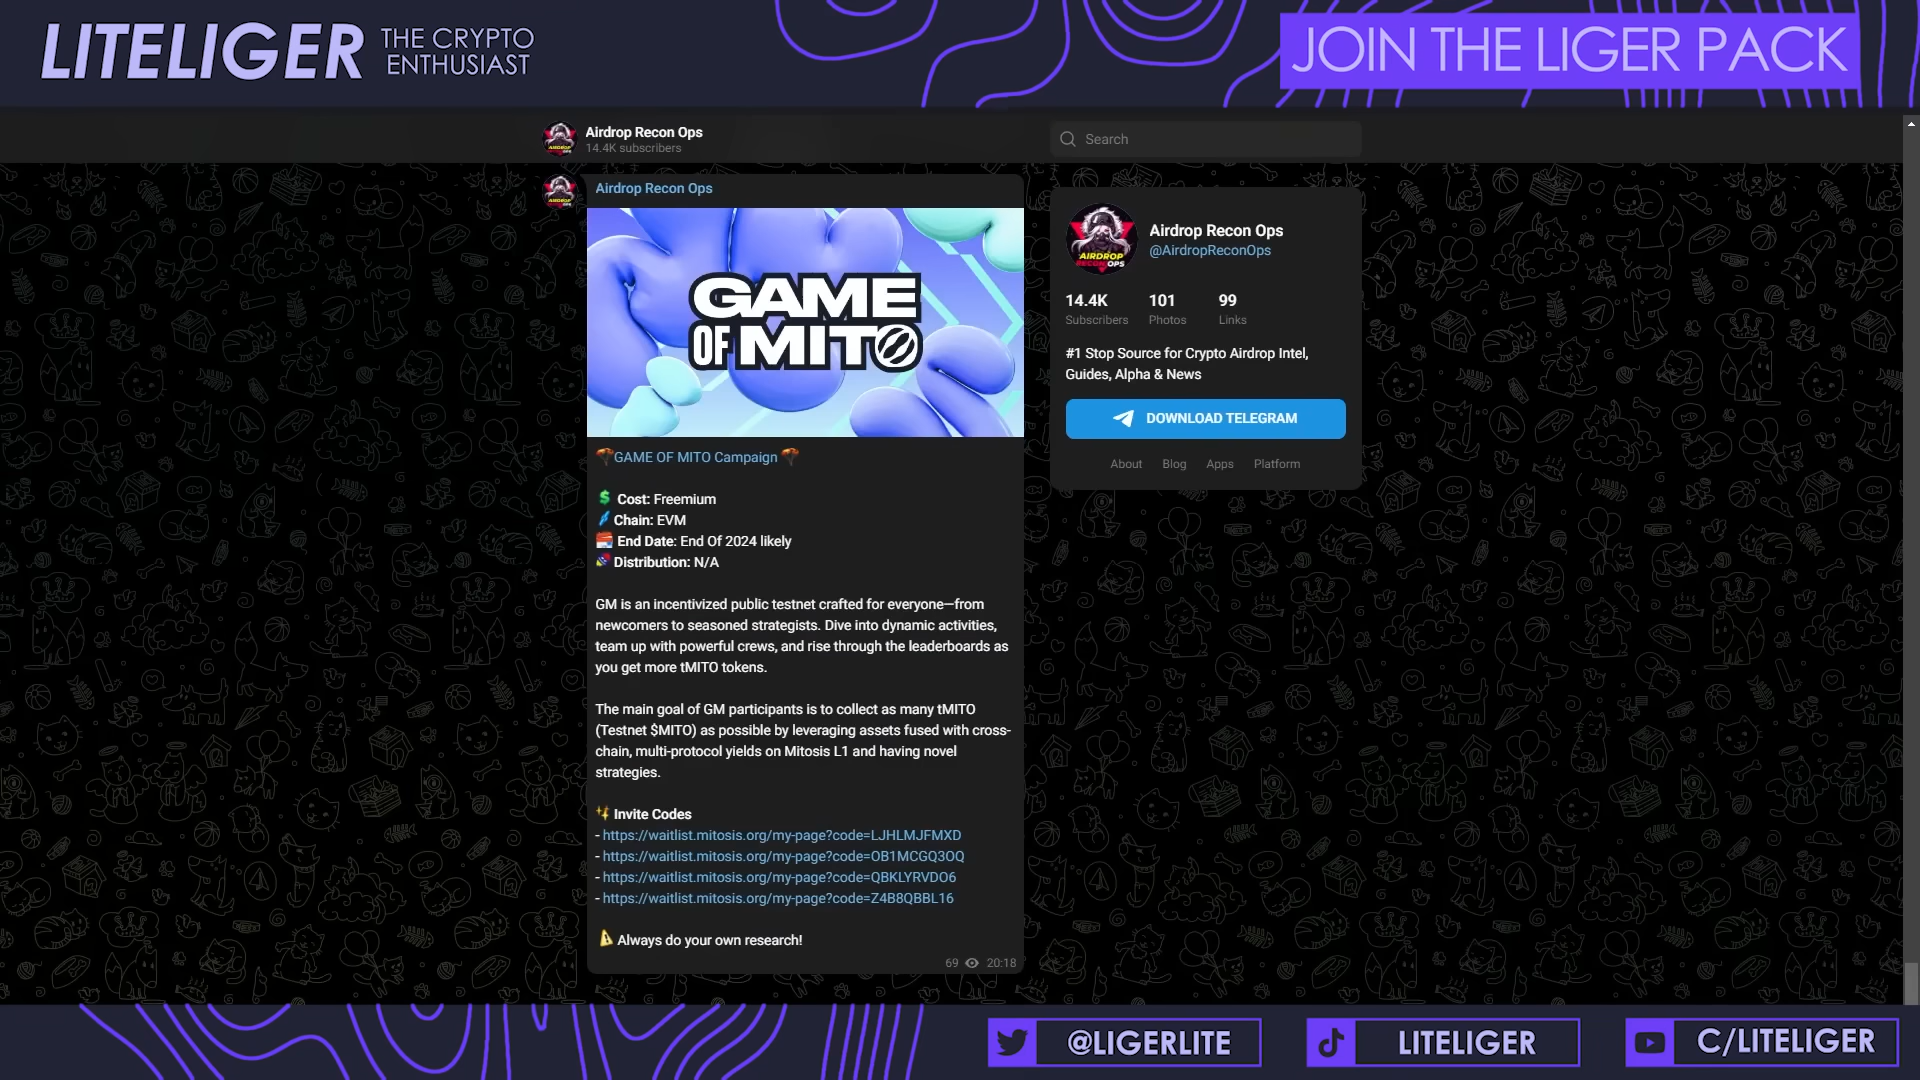 LITELIGER THE CRYPTO ENTHUSIAST
JOIN THE LIGER PACK
Airdrop Recon Ops
14.4K subscribers
Search
Airdrop Recon Ops
GAME
OF MITO
GAME OF MITO Campaign
Cost: Freemium
Chain: EVM
End Date: End Of 2024 likely
Distribution: N/A
GM is an incentivized public testnet crafted for everyone—from
newcomers to seasoned strategists. Dive into dynamic activities,
team up with powerful crews, and rise through the leaderboards as
you get more tMITO tokens.
The main goal of GM participants is to collect as many tMITO
(Testnet $MITO) as possible by leveraging assets fused with cross-
chain, multi-protocol yields on Mitosis L1 and having novel
strategies.
Invite Codes
- https://waitlist.mitosis.org/my-page?code=LJHLMJFMXD
- https://waitlist.mitosis.org/my-page?code=OB1MCGQ3OQ
- https://waitlist.mitosis.org/my-page?code=QBKLYRVDO6
- https://waitlist.mitosis.org/my-page?code=Z4B8QBBL16
Always do your own research!
69 20:18
AIRDROP
RECON OPS
Airdrop Recon Ops
@AirdropReconOps
14.4K 101 99
Subscribers Photos Links
#1 Stop Source for Crypto Airdrop Intel,
Guides, Alpha & News
DOWNLOAD TELEGRAM
About Blog Apps Platform
@LIGERLITE
LITELIGER
C/LITELIGER